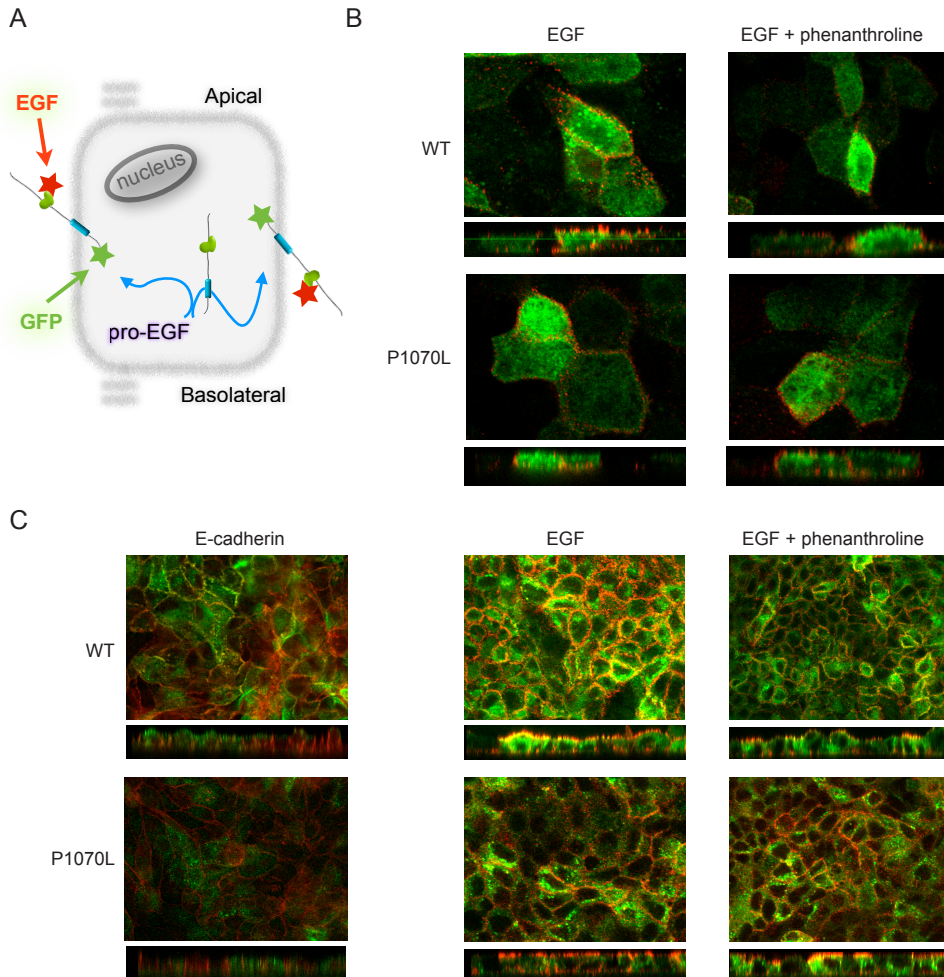 A
EGF
Apical
nucleus
GFP
pro-EGF
Basolateral
B
EGF
EGF + phenanthroline
WT
P1070L
C
E-cadherin
EGF
EGF + phenanthroline
WT
P1070L